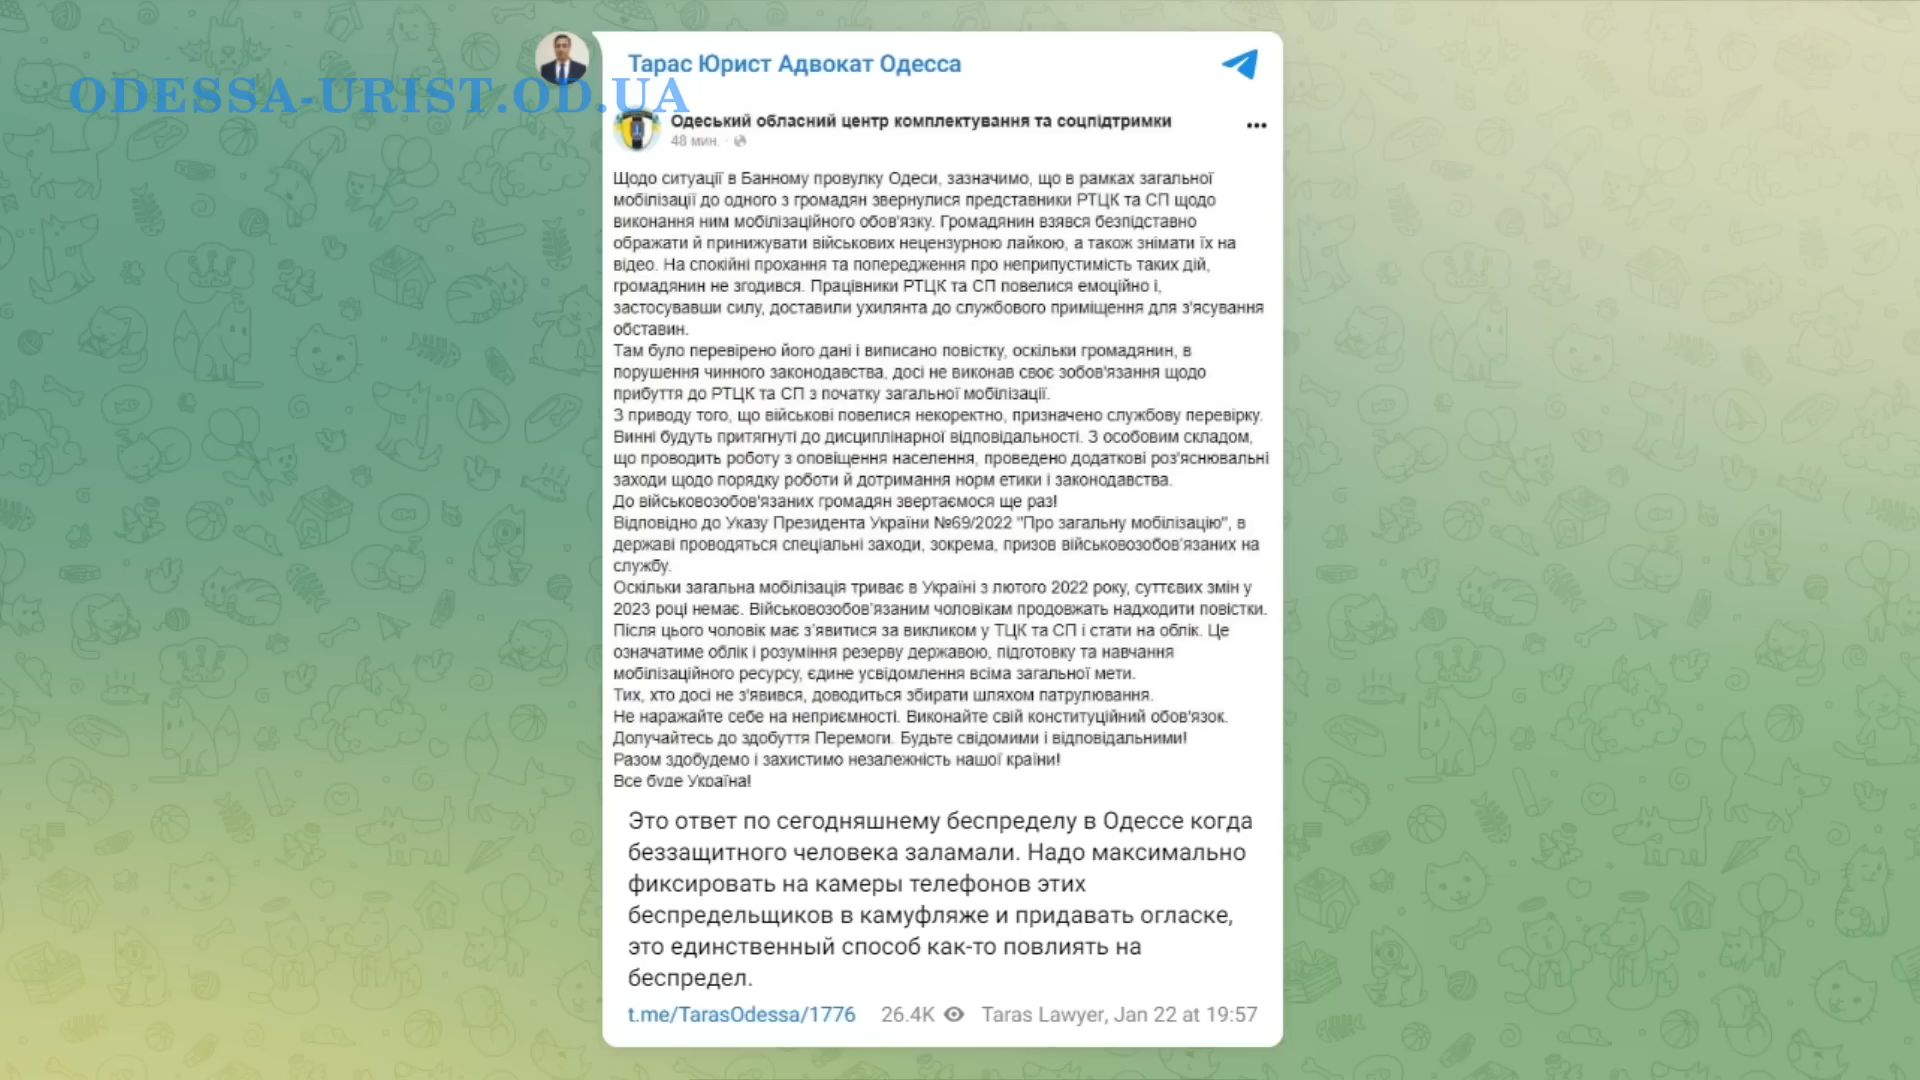 Тарас Юрист Адвокат Одесса
ODESSA-URIST.OD.UA
Одеський обласний центр комплектування та соцпідтримки
48 мин.
Щодо ситуації в Банному провулку Одеси, зазначимо, що в рамках загальної
мобілізації до одного з громадян звернулися представники РТЦК та СП щодо
виконання ним мобілізаційного обов'язку. Громадянин взявся безпідставно
ображати й принижувати військових нецензурною лайкою, а також знімати їх на
відео. На спокійні прохання та попередження про неприпустимість таких дій,
громадянин не згодився. Працівники РТЦК та СП повелися емоційно і,
застосувавши силу, доставили ухилянта до службового приміщення для з'ясування
обставин.
Там було перевірено його дані і виписано повістку, оскільки громадянин, в
порушення чинного законодавства, досі не виконав своє зобов'язання щодо
прибуття до РТЦК та СП з початку загальної мобілізації.
З приводу того, що військові повелися некоректно, призначено службову перевірку.
Винні будуть притягнуті до дисциплінарної відповідальності. З особовим складом,
що проводить роботу з оповіщення населення, проведено додаткові роз'яснювальні
заходи щодо порядку роботи й дотримання норм етики і законодавства.
До військовозобов'язаних громадян звертаємося ще раз!
Відповідно до Указу Президента України №69/2022 "Про загальну мобілізацію", в
державі проводяться спеціальні заходи, зокрема, призов військовозобов'язаних на
службу.
Оскільки загальна мобілізація триває в Україні з лютого 2022 року, суттєвих змін у
2023 році немає. Військовозобов'язаним чоловікам продовжать надходити повістки.
Після цього чоловік має з'явитися за викликом у ТЦК та СП і стати на облік. Це
означатиме облік і розуміння резерву державою, підготовку та навчання
мобілізаційного ресурсу, єдине усвідомлення всіма загальної мети.
Тих, хто досі не з'явився, доводиться збирати шляхом патрулювання.
Не наражайте себе на неприємності. Виконайте свій конституційний обов'язок.
Долучайтесь до здобуття Перемоги. Будьте свідомими і відповідальними!
Разом здобудемо і захистимо незалежність нашої країни!
Все буде Україна!
Это ответ по сегодняшнему беспределу в Одессе когда
беззащитного человека заламали. Надо максимально
фиксировать на камеры телефонов этих
беспредельщиков в камуфляже и придавать огласке,
это единственный способ как-то повлиять на
беспредел.
t.me/TarasOdessa/1776 26.4K Taras Lawyer, Jan 22 at 19:57